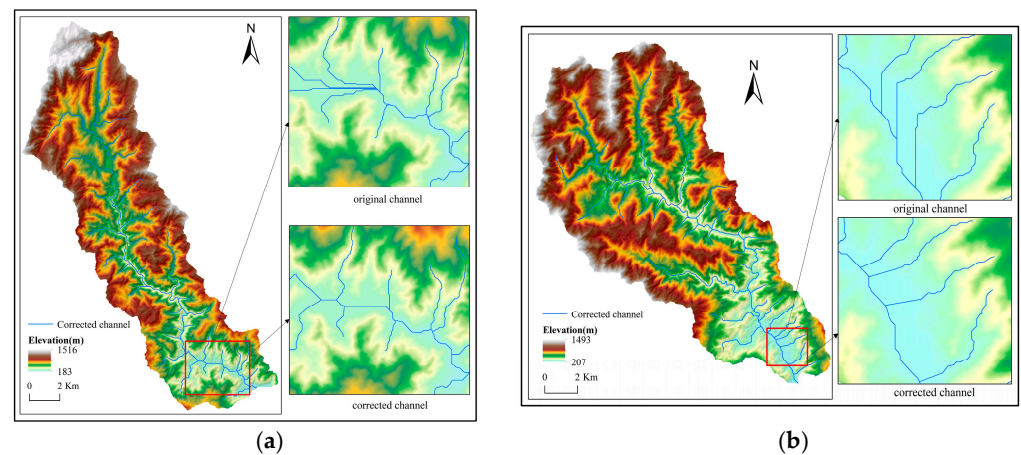 N
original channel
Corrected channel
Elevation(m)
1516
183
0 2 Km
corrected channel
(a)
N
original channel
Corrected channel
Elevation(m)
1493
207
0 2 Km
corrected channel
(b)